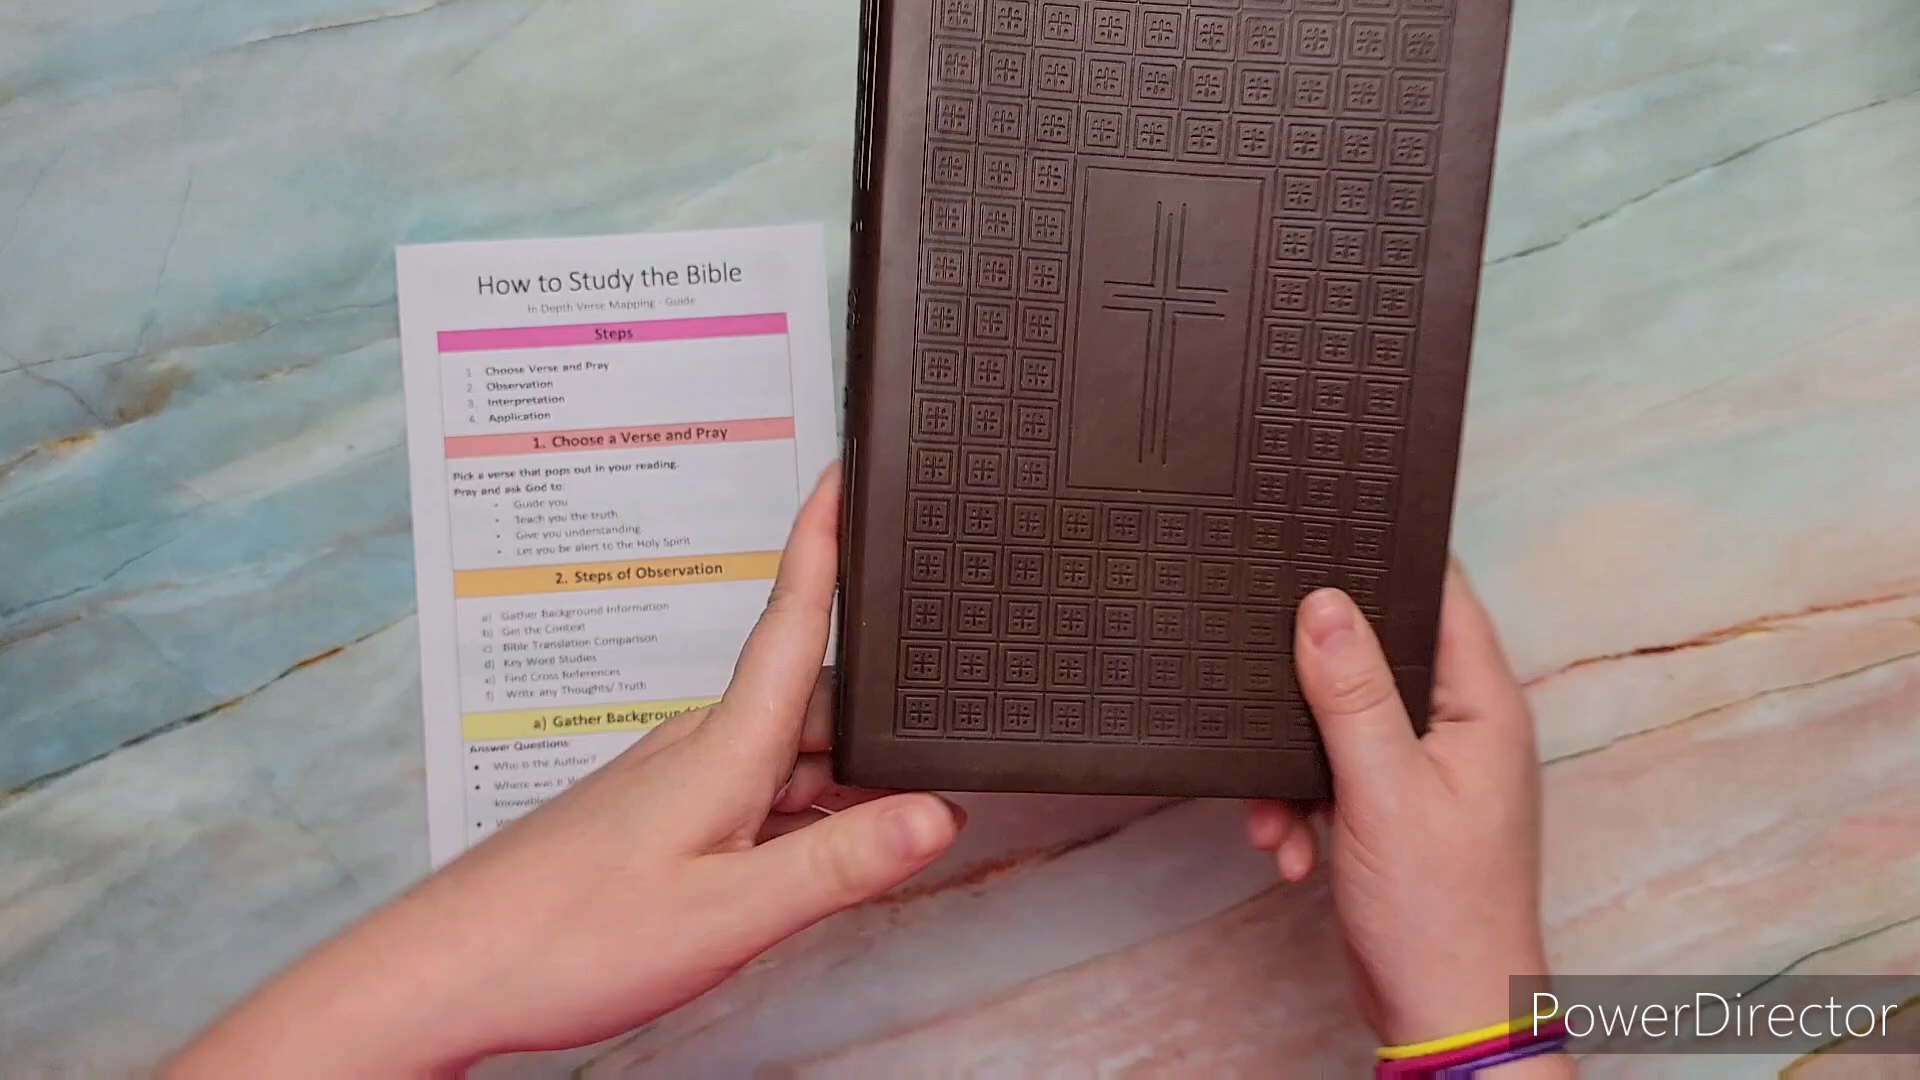 How to Study the Bible
In Depth Verse Mapping - Guide
Steps
1. Choose Verse and Pray
2. Observation
3. Interpretation
4. Application
1. Choose a Verse and Pray
Pick a verse that pops out in your reading.
Pray and ask God to:
• Guide you
• Teach you the truth
• Give you understanding
• Let you be alert to the Holy Spirit
2. Steps of Observation
a) Gather Background Information
b) Get the Context
c) Bible Translation Comparison
d) Key Word Studies
e) Find Cross References
f) Write any Thoughts/ Truth
a) Gather Background
Answer Questions:
• Who is the Author?
• Where was it
PowerDirector